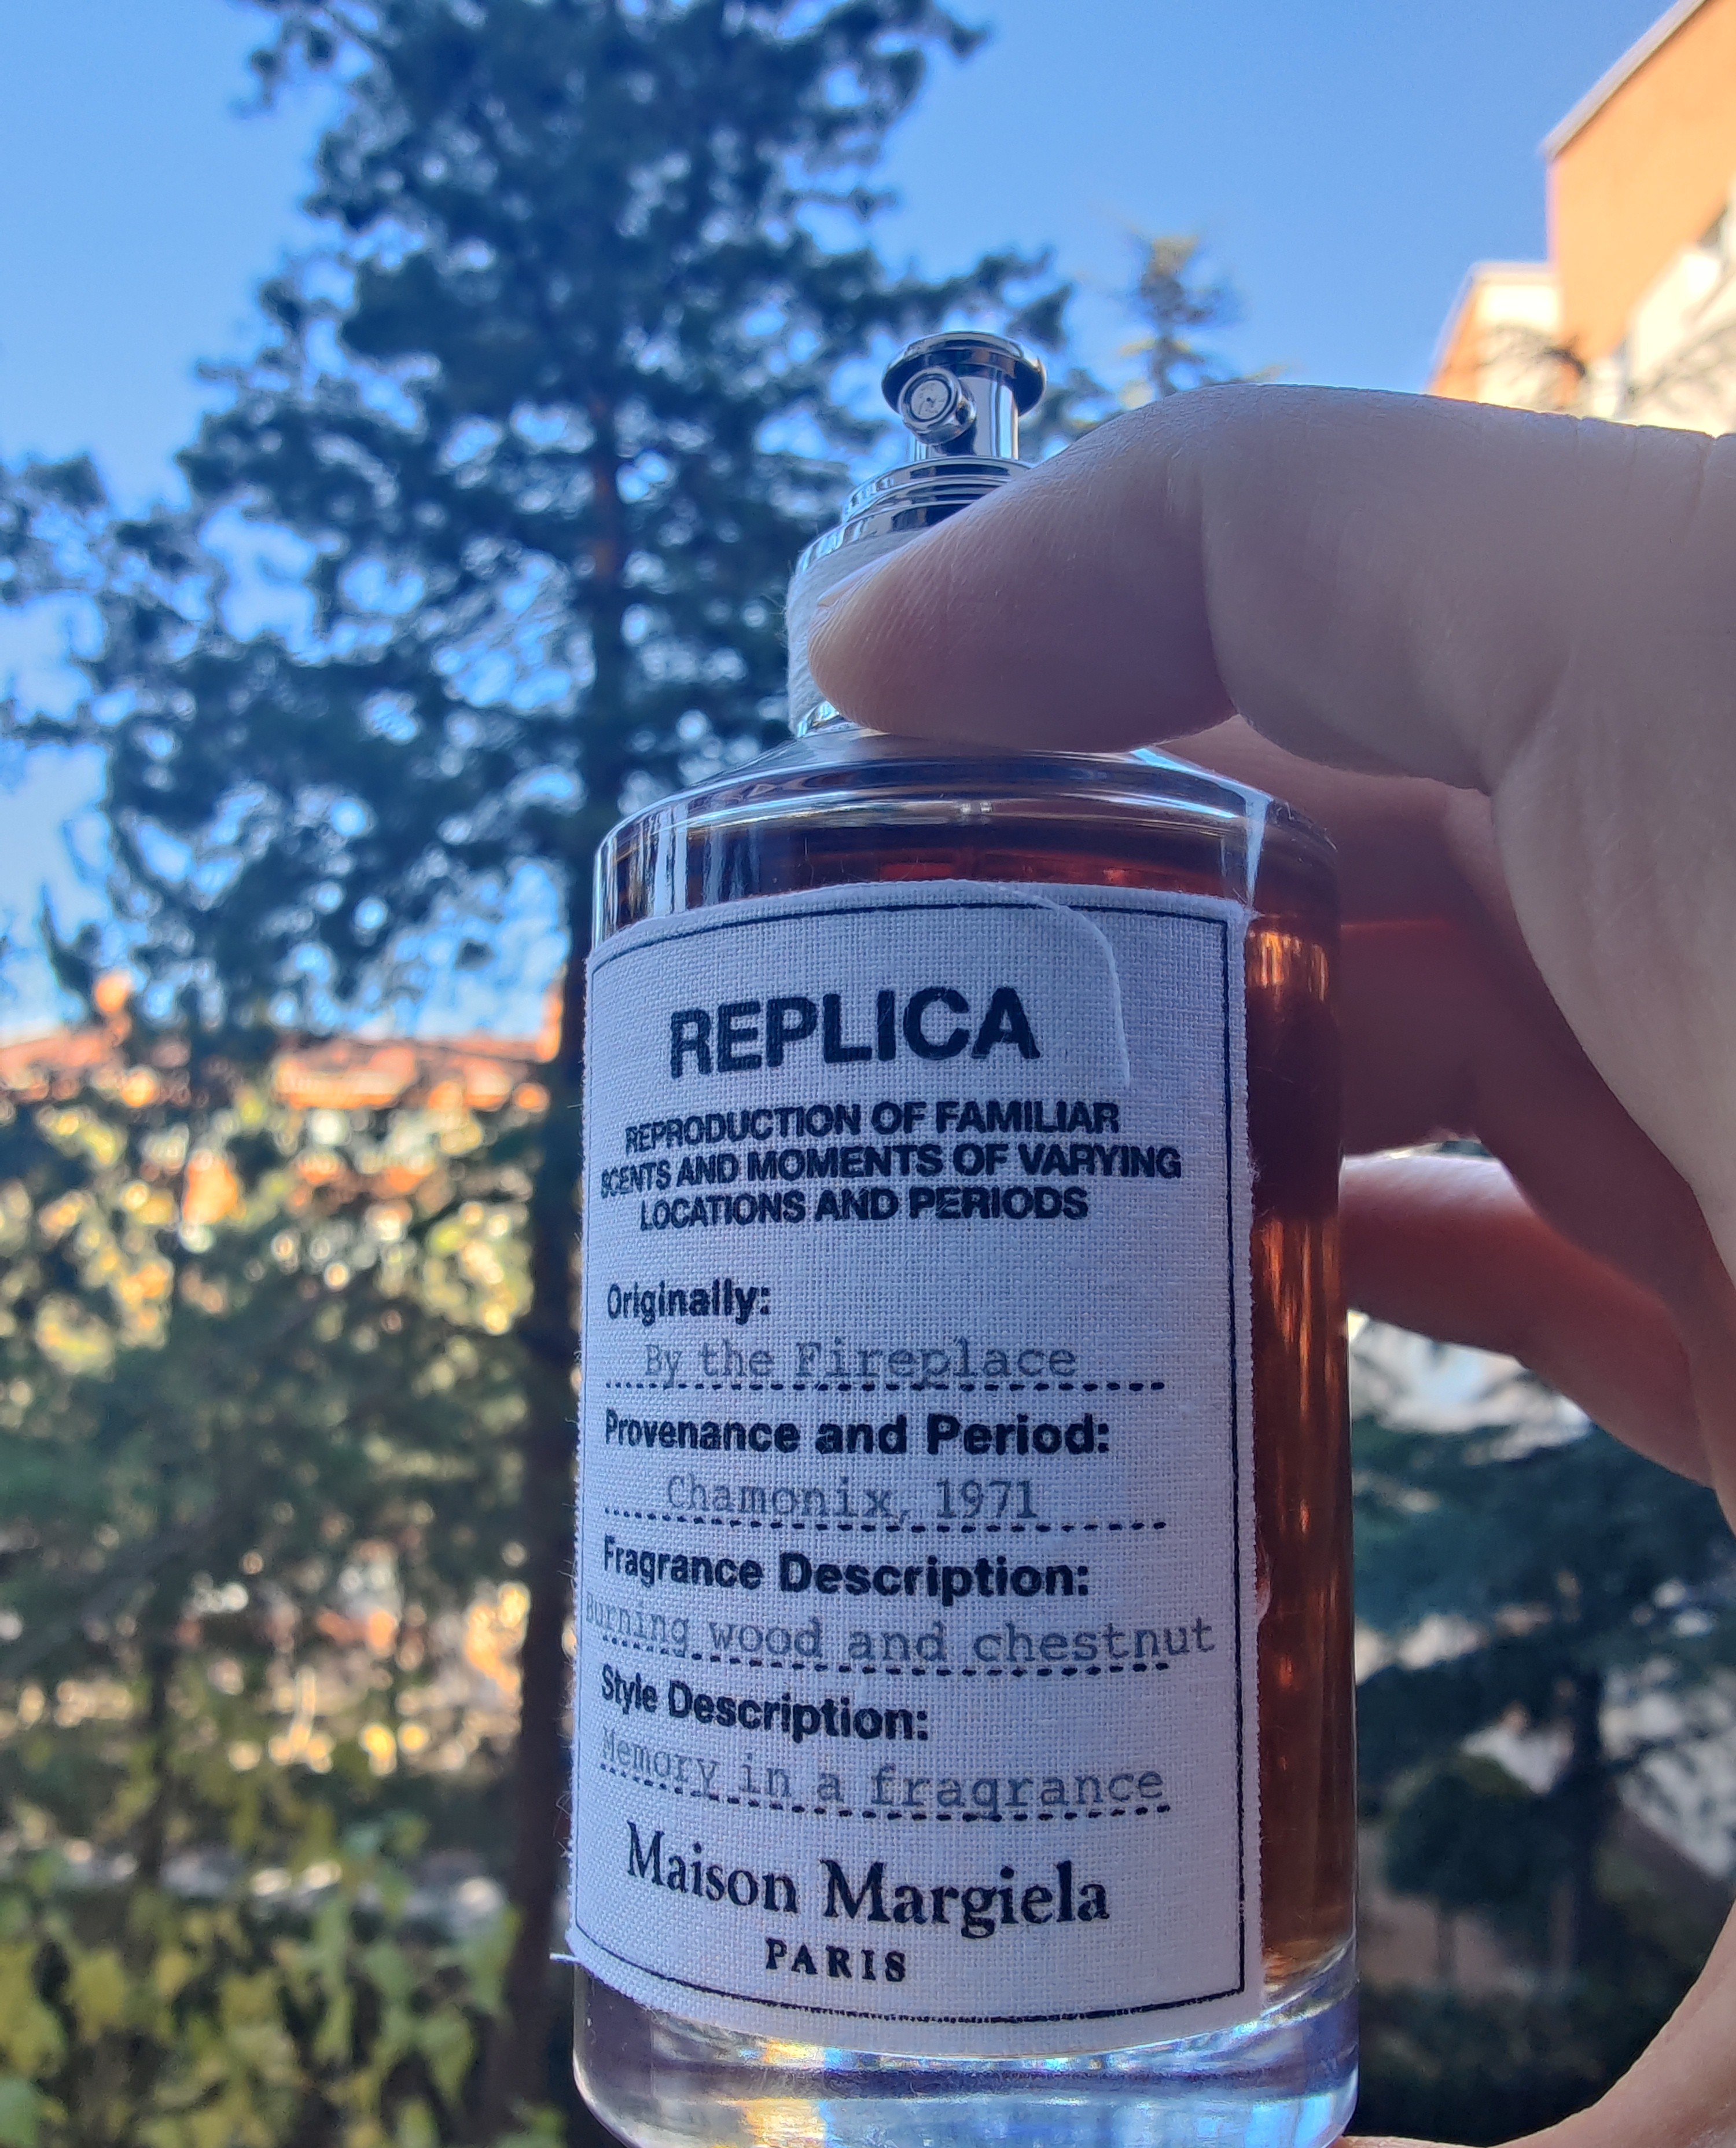 REPLICA
REPRODUCTION OF FAMILIAR
SCENTS AND MOMENTS OF VARYING
LOCATIONS AND PERIODS
Originally:
By the Fireplace
Provenance and Period:
Chamonix, 1971
Fragrance Description:
Burning wood and chestnut
Style Description:
Memory in a fragrance
Maison Margiela
PARIS